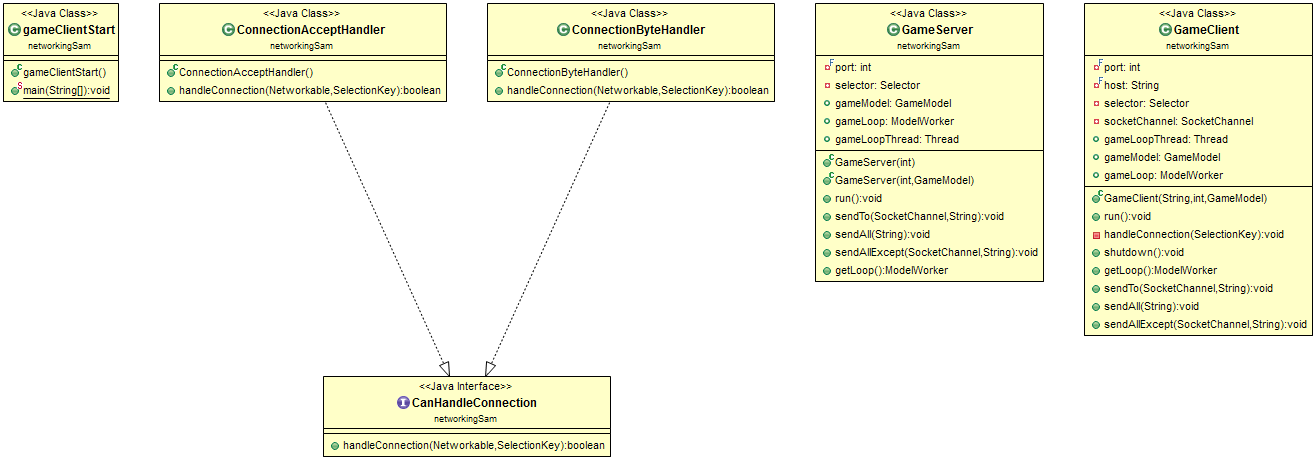 <<Java Class>>
gameClientStart
networkingSam
gameClientStart()
main(String[]):void
<<Java Class>>
ConnectionAcceptHandler
networkingSam
ConnectionAcceptHandler()
handleConnection(Networkable,SelectionKey):boolean
<<Java Class>>
ConnectionByteHandler
networkingSam
ConnectionByteHandler()
handleConnection(Networkable,SelectionKey):boolean
<<Java Class>>
GameServer
networkingSam
port: int
selector: Selector
gameModel: GameModel
gameLoop: ModelWorker
gameLoopThread: Thread
GameServer(int)
GameServer(int,GameModel)
run():void
sendTo(SocketChannel,String):void
sendAll(String):void
sendAllExcept(SocketChannel,String):void
getLoop():ModelWorker
<<Java Class>>
GameClient
networkingSam
port: int
host: String
selector: Selector
socketChannel: SocketChannel
gameLoopThread: Thread
gameModel: GameModel
gameLoop: ModelWorker
GameClient(String,int,GameModel)
run():void
handleConnection(SelectionKey):void
shutdown():void
getLoop():ModelWorker
sendTo(SocketChannel,String):void
sendAll(String):void
sendAllExcept(SocketChannel,String):void
<<Java Interface>>
CanHandleConnection
networkingSam
handleConnection(Networkable,SelectionKey):boolean